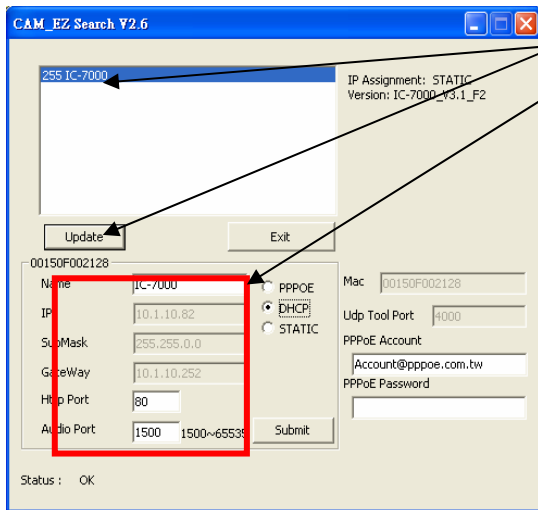 CAM_EZ Search V2.6
255 IC-7000
IP Assignment: STATIC
Version: IC-7000_V3.1_F2
Update
Exit
00150F002128
Name IC-7000
IP 10.1.10.82
SubMask 255.255.0.0
GateWay 10.1.10.252
Http Port 80
Audio Port 1500 1500~65535
PPPOE
DHCP
STATIC
Submit
Mac 00150F002128
Udp Tool Port 4000
PPPoE Account
Account@pppoe.com.tw
PPPoE Password
Status : OK